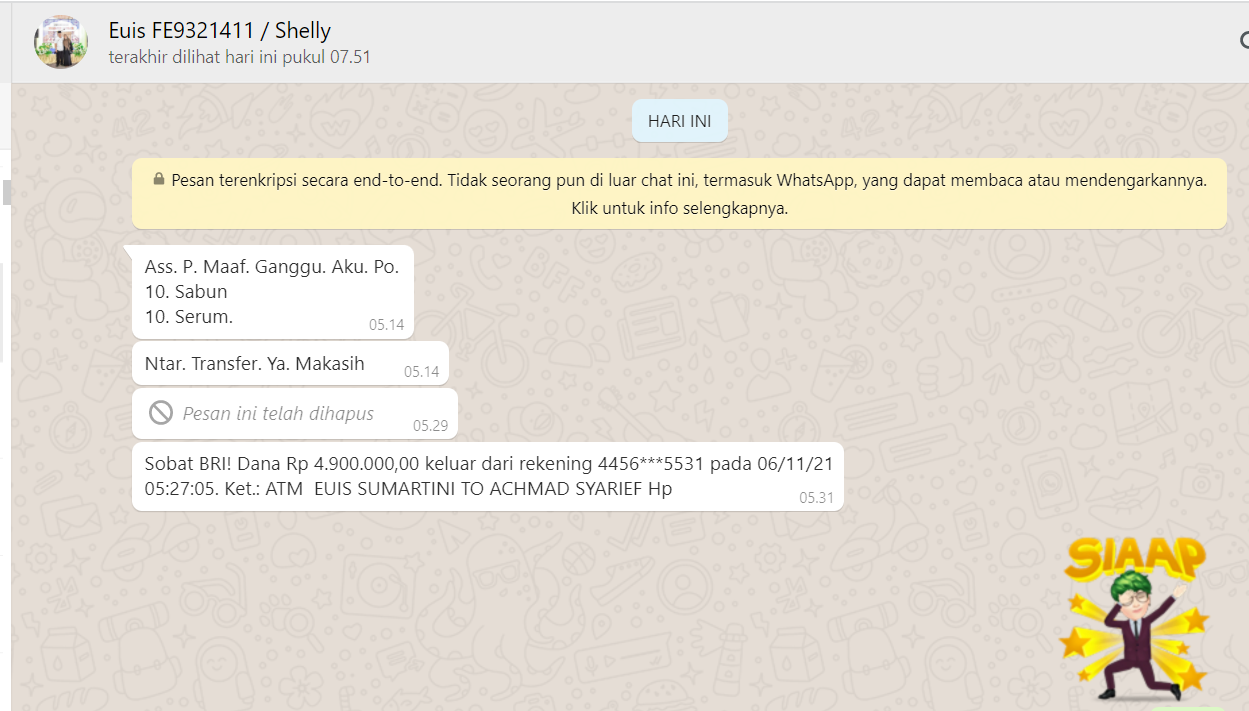 Euis FE9321411 / Shelly
terakhir dilihat hari ini pukul 07.51
HARI INI
Pesan terenkripsi secara end-to-end. Tidak seorang pun di luar chat ini, termasuk WhatsApp, yang dapat membaca atau mendengarkannya.
Klik untuk info selengkapnya.
Ass. P. Maaf. Ganggu. Aku. Po.
10. Sabun
10. Serum.
05.14
Ntar. Transfer. Ya. Makasih
05.14
Pesan ini telah dihapus
05.29
Sobat BRI! Dana Rp 4.900.000,00 keluar dari rekening 4456***5531 pada 06/11/21
05:27:05. Ket.: ATM  EUIS SUMARTINI TO ACHMAD SYARIEF Hp
05.31
SIAAP